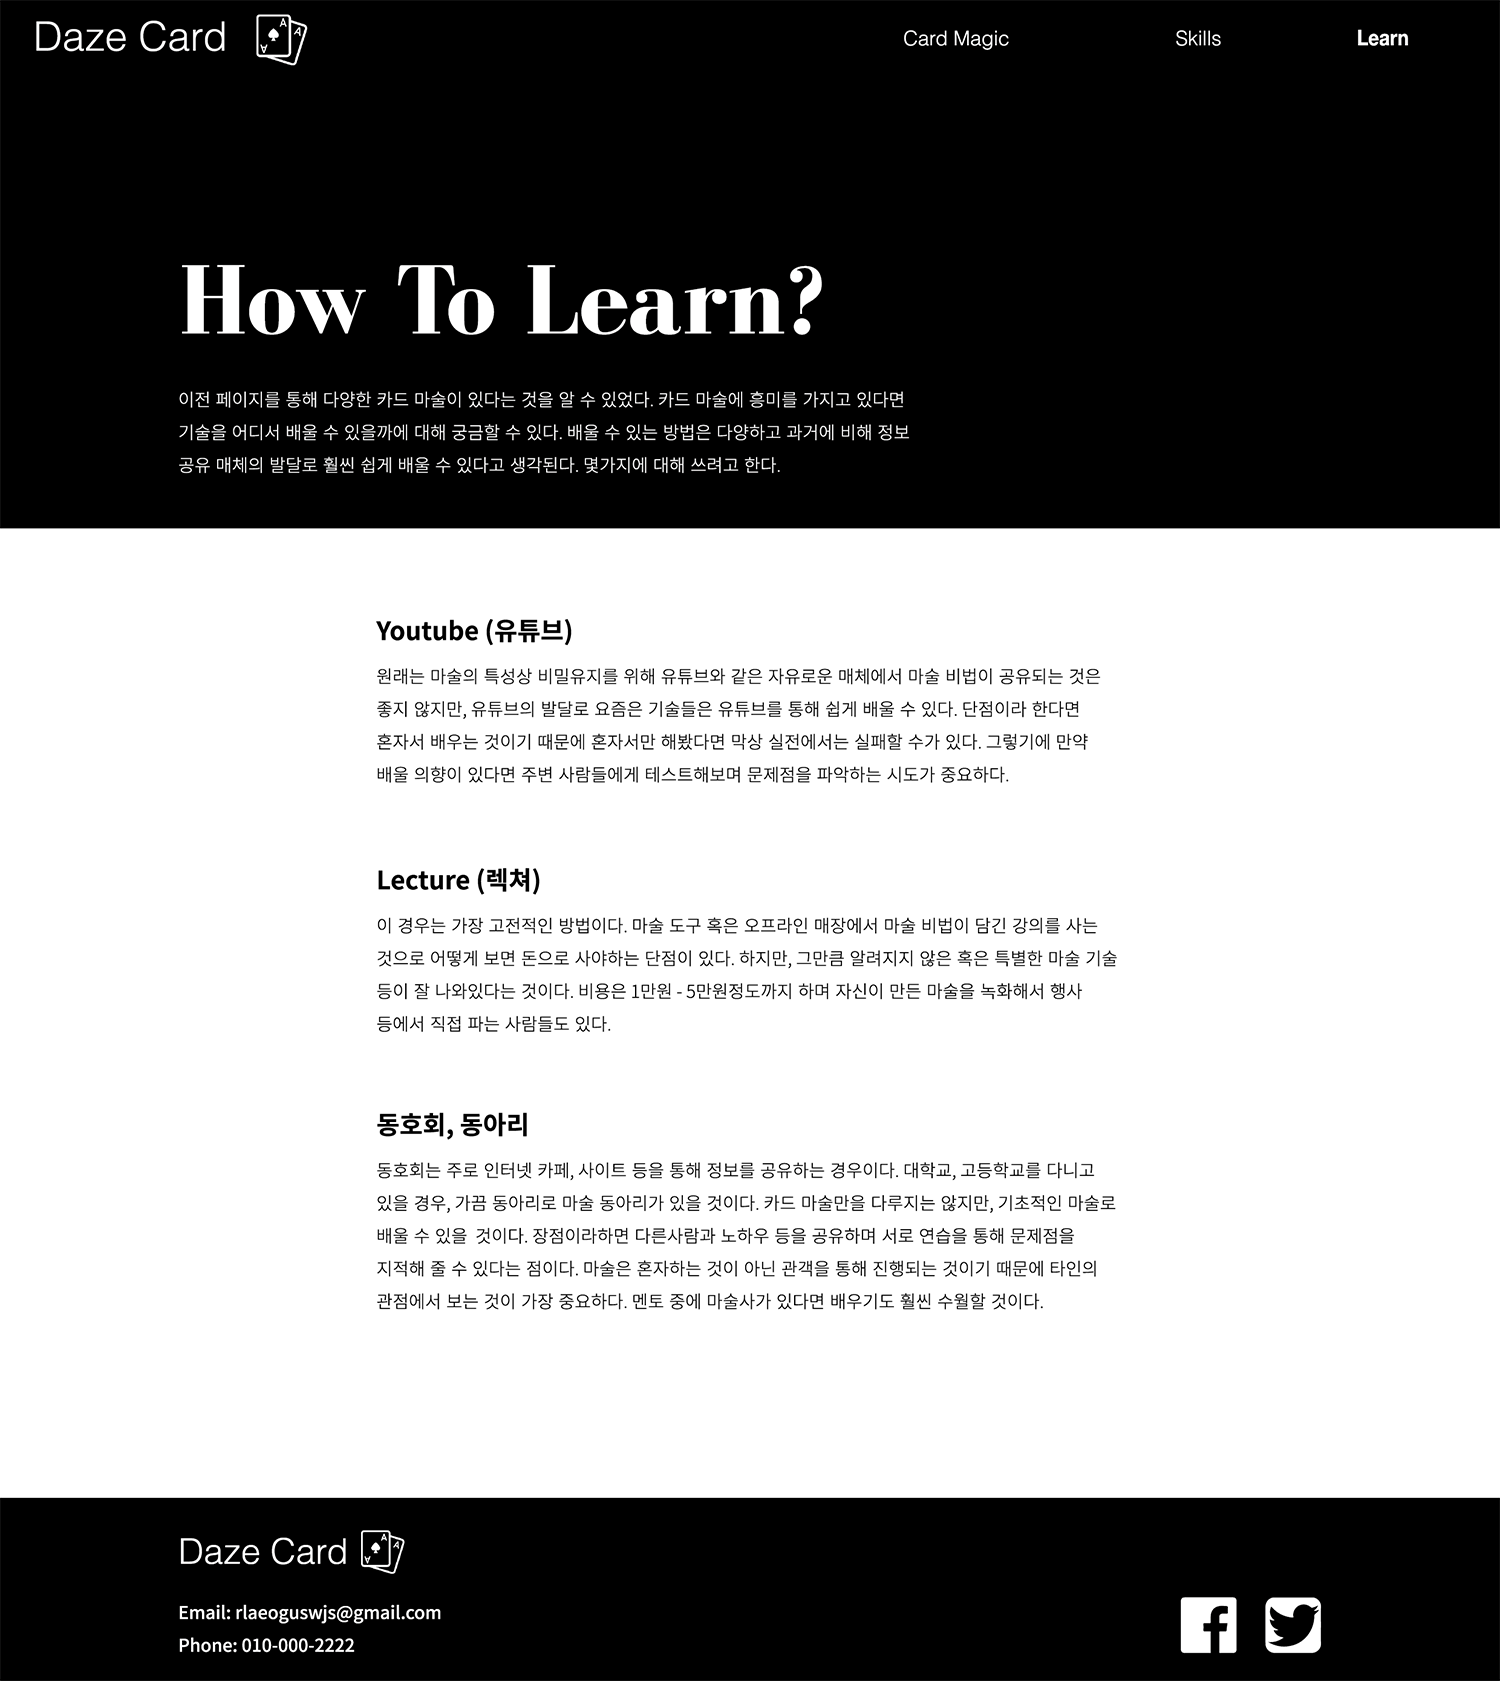 Daze Card
Card Magic
Skills
Learn
How To Learn?
이전 페이지를 통해 다양한 카드 마술이 있다는 것을 알 수 있었다. 카드 마술에 흥미를 가지고 있다면
기술을 어디서 배울 수 있을까에 대해 궁금할 수 있다. 배울 수 있는 방법은 다양하고 과거에 비해 정보
공유 매체의 발달로 훨씬 쉽게 배울 수 있다고 생각된다. 몇가지에 대해 쓰려고 한다.
Youtube (유튜브)
원래는 마술의 특성상 비밀유지를 위해 유튜브와 같은 자유로운 매체에서 마술 비법이 공유되는 것은
좋지 않지만, 유튜브의 발달로 요즘은 기술들은 유튜브를 통해 쉽게 배울 수 있다. 단점이라 한다면
혼자서 배우는 것이기 때문에 혼자서만 해봤다면 막상 실전에서는 실패할 수가 있다. 그렇기에 만약
배울 의향이 있다면 주변 사람들에게 테스트해보며 문제점을 파악하는 시도가 중요하다.
Lecture (렉쳐)
이 경우는 가장 고전적인 방법이다. 마술 도구 혹은 오프라인 매장에서 마술 비법이 담긴 강의를 사는
것으로 어떻게 보면 돈으로 사야하는 단점이 있다. 하지만, 그만큼 알려지지 않은 혹은 특별한 마술 기술
등이 잘 나와있다는 것이다. 비용은 1만원 - 5만원정도까지 하며 자신이 만든 마술을 녹화해서 행사
등에서 직접 파는 사람들도 있다.
동호회, 동아리
동호회는 주로 인터넷 카페, 사이트 등을 통해 정보를 공유하는 경우이다. 대학교, 고등학교를 다니고
있을 경우, 가끔 동아리로 마술 동아리가 있을 것이다. 카드 마술만을 다루지는 않지만, 기초적인 마술로
배울 수 있을  것이다. 장점이라하면 다른사람과 노하우 등을 공유하며 서로 연습을 통해 문제점을
지적해 줄 수 있다는 점이다. 마술은 혼자하는 것이 아닌 관객을 통해 진행되는 것이기 때문에 타인의
관점에서 보는 것이 가장 중요하다. 멘토 중에 마술사가 있다면 배우기도 훨씬 수월할 것이다.
Daze Card
Email: rlaeoguswjs@gmail.com
Phone: 010-000-2222